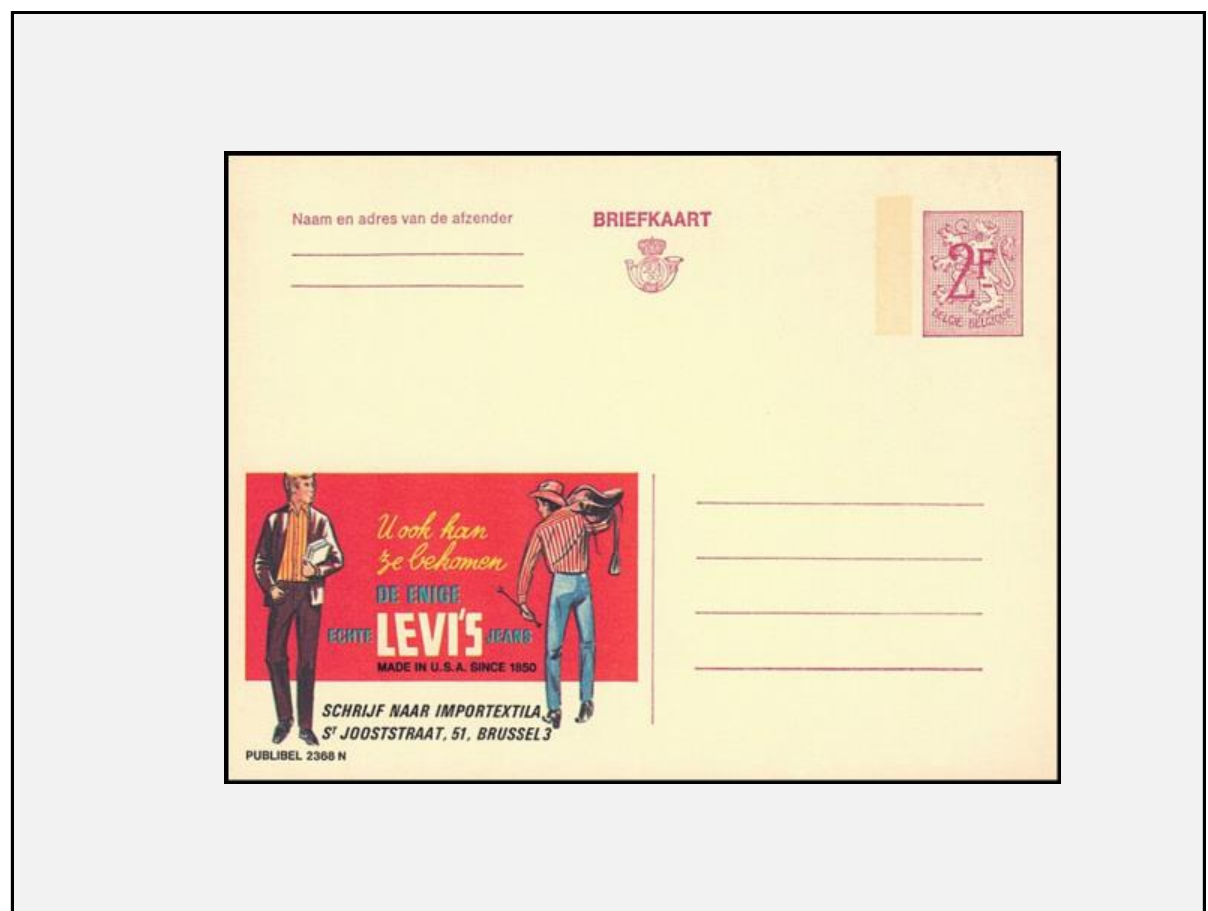 Naam en adres van de afzender
BRIEFKAART
2F
BELGIE BELGIQUE
U ook kan
ze bekomen
DE ENIGE
ECHTE LEVI'S JEANS
MADE IN U.S.A. SINCE 1850
SCHRIJF NAAR IMPORTEXTILA
ST JOOSTSTRAAT, 51, BRUSSEL 3
PUBLIBEL 2368 N